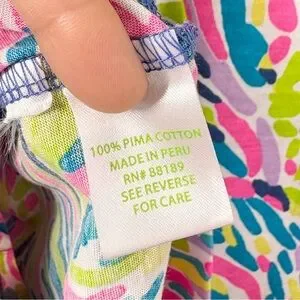 100% PIMA COTTON
MADE IN PERU
RN# 88189
SEE REVERSE
FOR CARE